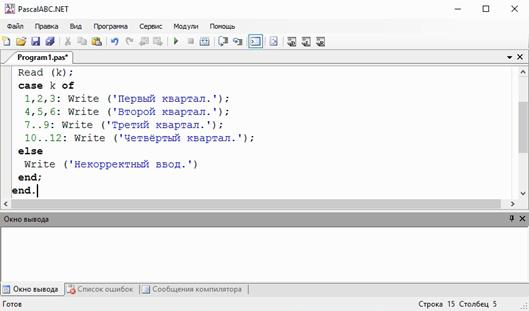 PascalABC.NET
Файл Правка Вид Программа Сервис Модули Помощь
Program1.pas*
Read (k);
case k of
1,2,3: Write ('Первый квартал.');
4,5,6: Write ('Второй квартал.');
7..9: Write ('Третий квартал.');
10..12: Write ('Четвёртый квартал.');
else
Write ('Некорректный ввод.')
end;
end.
Окно вывода
Окно вывода Список ошибок Сообщения компилятора
Готов Строка 15 Столбец 5